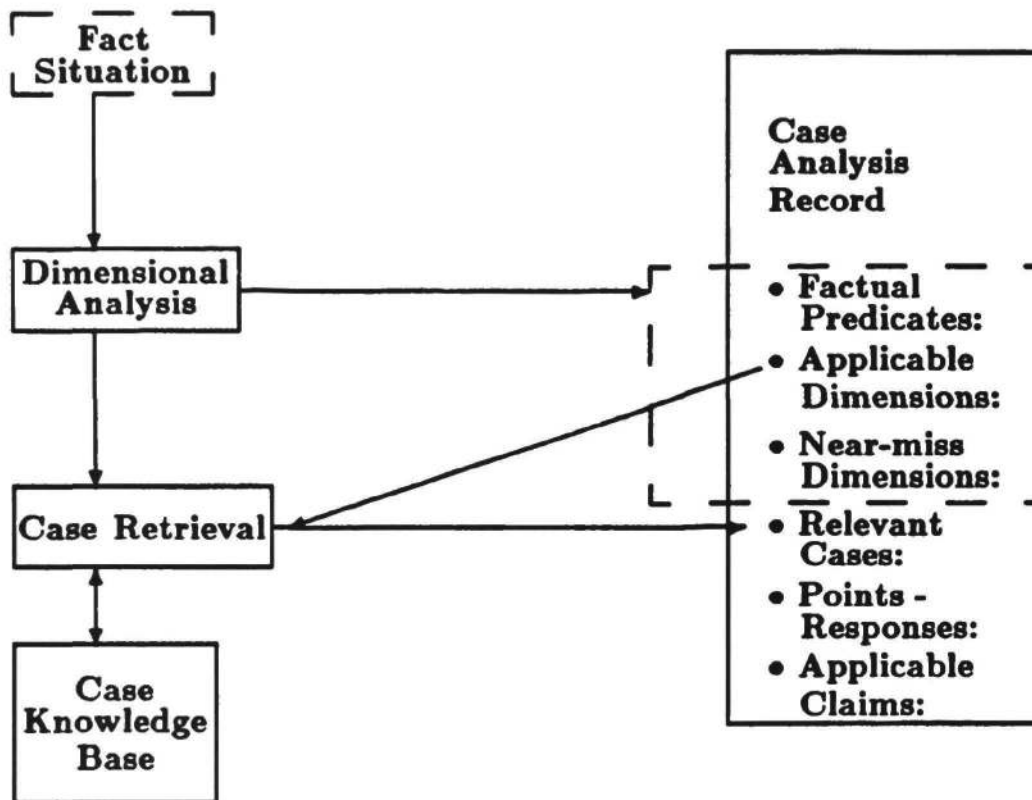 Fact
Situation
Dimensional
Analysis
Case Retrieval
Case
Knowledge
Base
Case
Analysis
Record
• Factual
Predicates:
• Applicable
Dimensions:
• Near-miss
Dimensions:
• Relevant
Cases:
• Points -
Responses:
• Applicable
Claims: